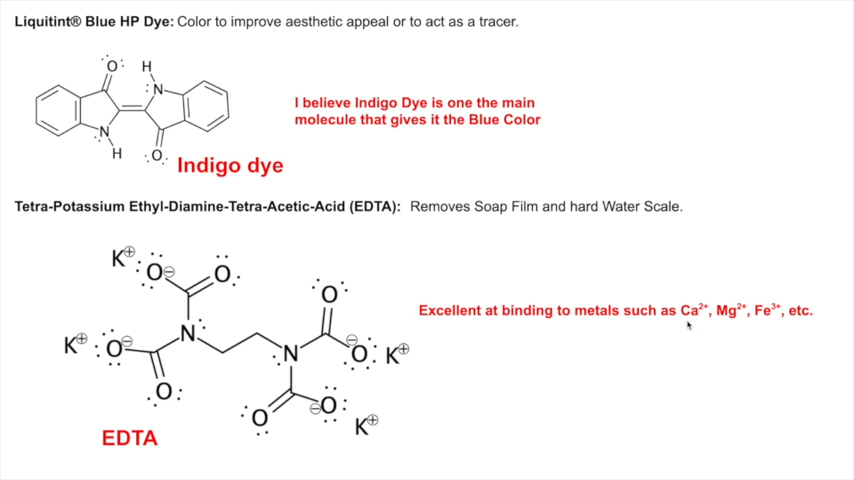 Liquitint® Blue HP Dye: Color to improve aesthetic appeal or to act as a tracer.
O
H
N
I believe Indigo Dye is one the main
molecule that gives it the Blue Color
N
H
O
Indigo dye
Tetra-Potassium Ethyl-Diamine-Tetra-Acetic-Acid (EDTA): Removes Soap Film and hard Water Scale.
K⊕
O⊖
O
O
Excellent at binding to metals such as Ca²⁺, Mg²⁺, Fe³⁺, etc.
K⊕
O⊖
N
N
⊖
O
K⊕
O
O
⊖O
K⊕
EDTA